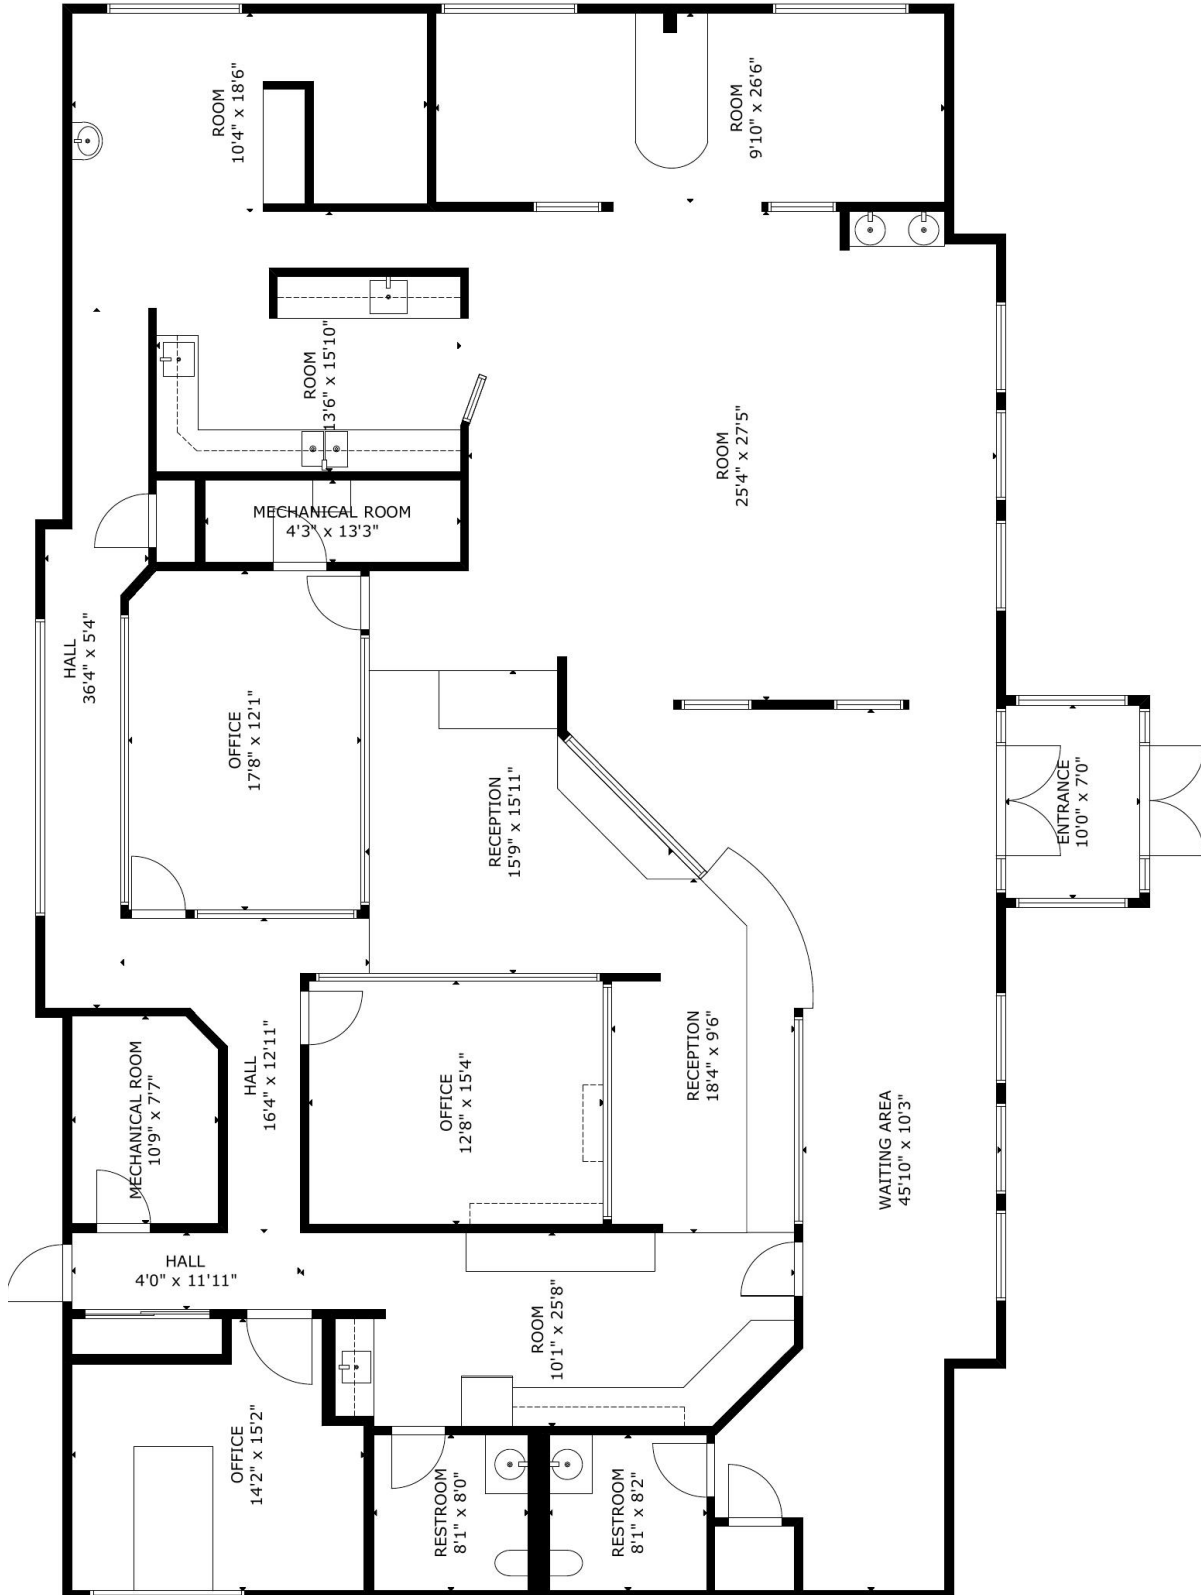 ROOM
10'4" x 18'6"
ROOM
9'10" x 26'6"
ROOM
13'6" x 15'10"
ROOM
25'4" x 27'5"
MECHANICAL ROOM
4'3" x 13'3"
HALL
36'4" x 5'4"
OFFICE
17'8" x 12'1"
RECEPTION
15'9" x 15'11"
ENTRANCE
10'0" x 7'0"
MECHANICAL ROOM
10'9" x 7'7"
HALL
16'4" x 12'11"
OFFICE
12'8" x 15'4"
RECEPTION
18'4" x 9'6"
WAITING AREA
45'10" x 10'3"
HALL
4'0" x 11'11"
ROOM
10'1" x 25'8"
OFFICE
14'2" x 15'2"
RESTROOM
8'1" x 8'0"
RESTROOM
8'1" x 8'2"